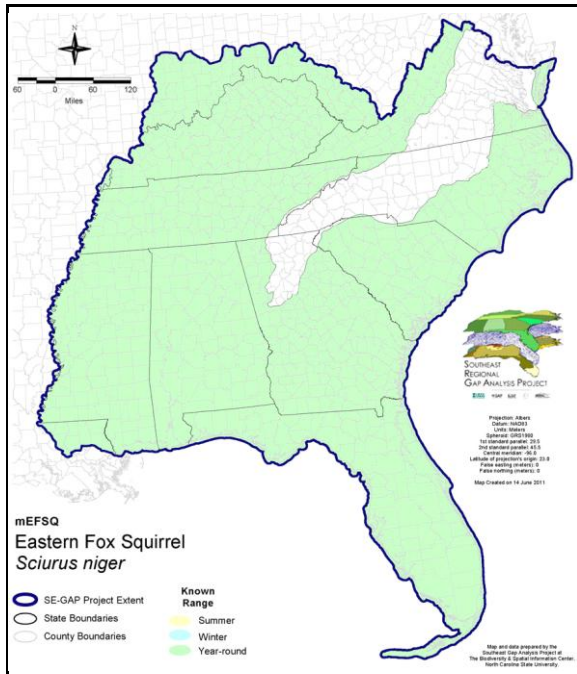 N
60 0 60 120
Miles
SOUTHEAST
REGIONAL
GAP ANALYSIS PROJECT
Projection: Albers
Datum: NAD83
Units: Meters
Spheroid: GRS1980
1st standard parallel: 29.5
2nd standard parallel: 45.5
Central meridian: -96.0
Latitude of projection's origin: 23.0
False easting (meters): 0
False northing (meters): 0
Map Created on 14 June 2011
mEFSQ
Eastern Fox Squirrel
Sciurus niger
SE-GAP Project Extent
State Boundaries
County Boundaries
Known
Range
Summer
Winter
Year-round
Map and data prepared by the
Southeast Gap Analysis Project at
The Biodiversity & Spatial Information Center,
North Carolina State University.